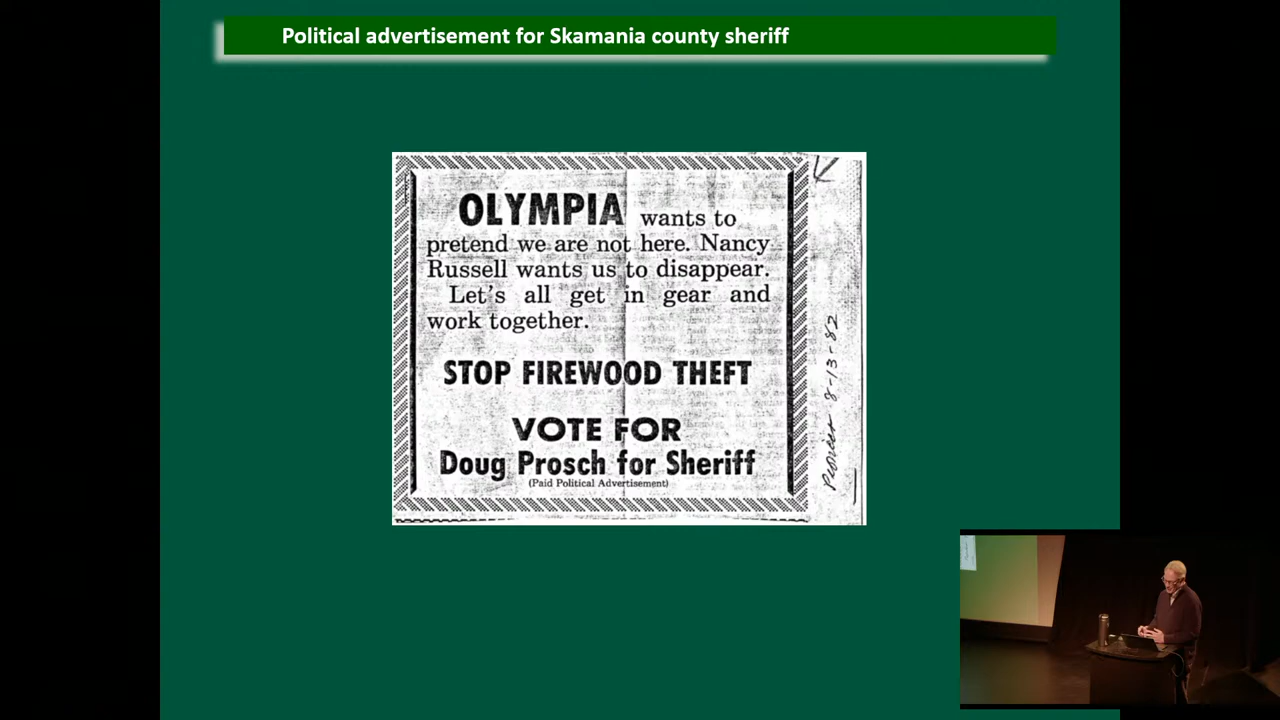 Political advertisement for Skamania county sheriff
OLYMPIA wants to
pretend we are not here. Nancy
Russell wants us to disappear.
Let's all get in gear and
work together.
STOP FIREWOOD THEFT
VOTE FOR
Doug Prosch for Sheriff
(Paid Political Advertisement)
Pioneer 8-13-82